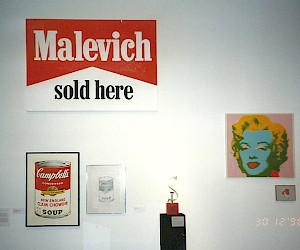 Malevich
sold here
Campbell's
CONDENSED
NEW ENGLAND
CLAM CHOWDER
SOUP
30 12'98